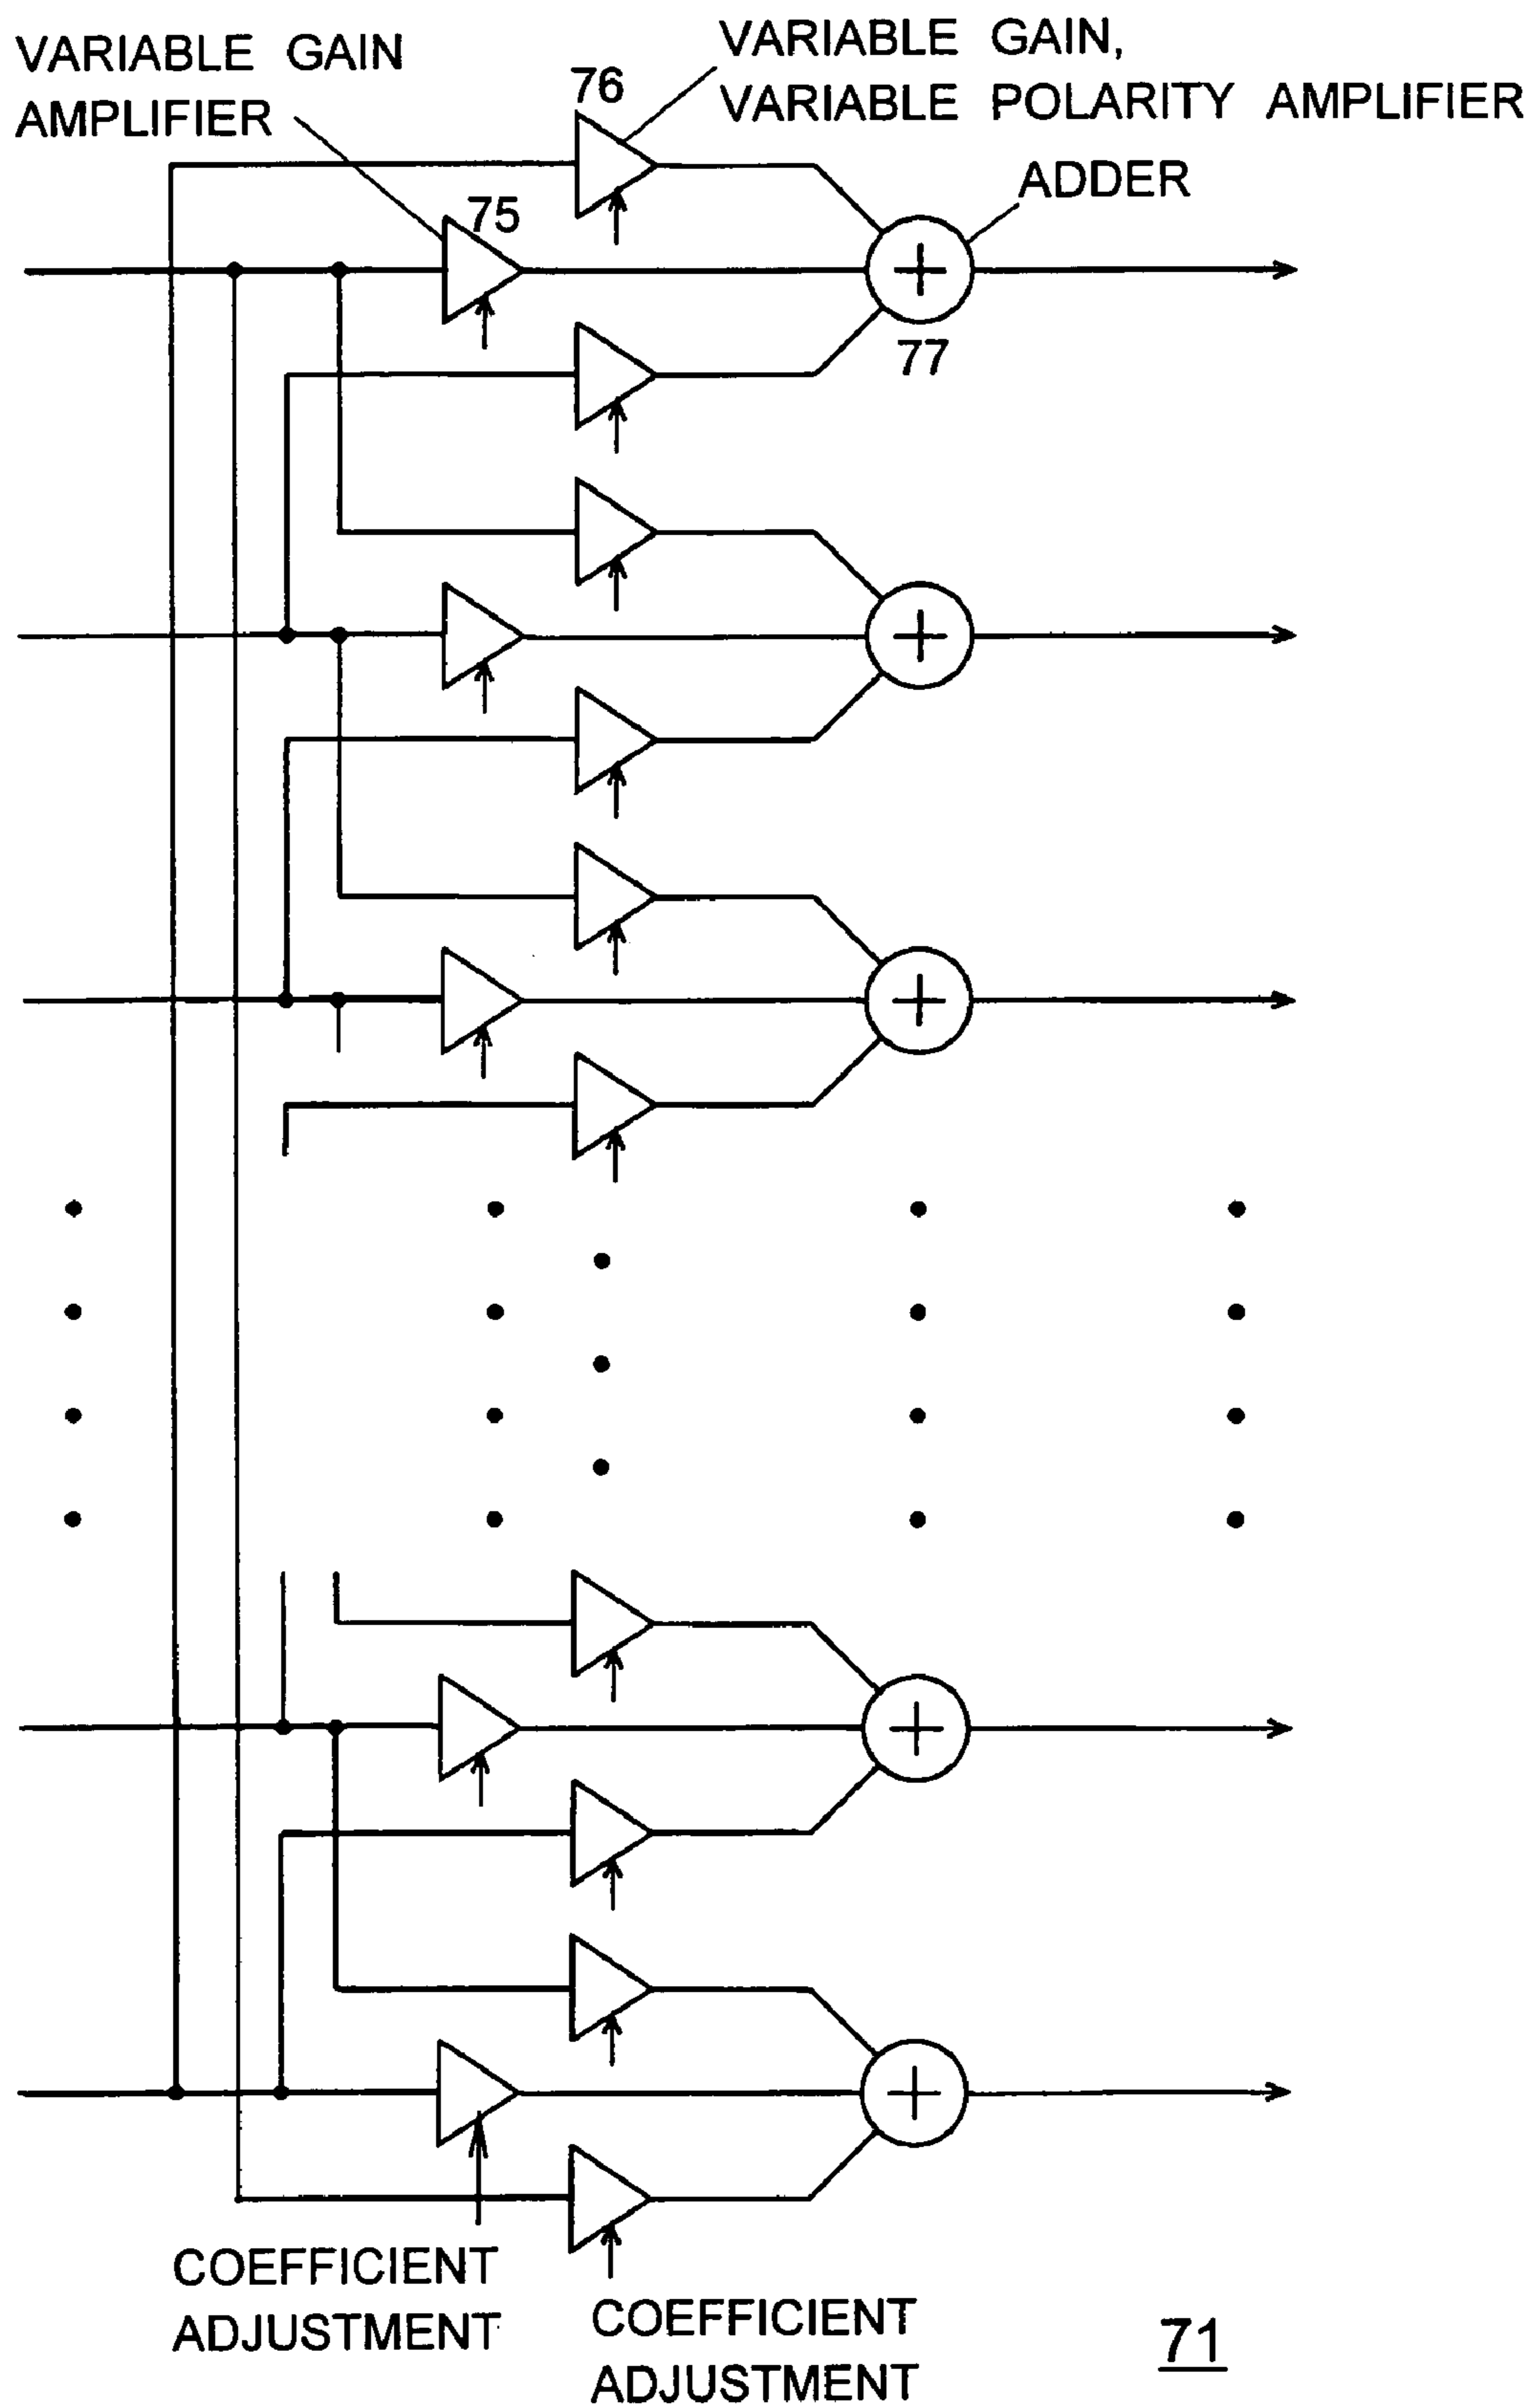 VARIABLE GAIN
AMPLIFIER
76
VARIABLE GAIN,
VARIABLE POLARITY AMPLIFIER
ADDER
75
77
COEFFICIENT
ADJUSTMENT
COEFFICIENT
ADJUSTMENT
71